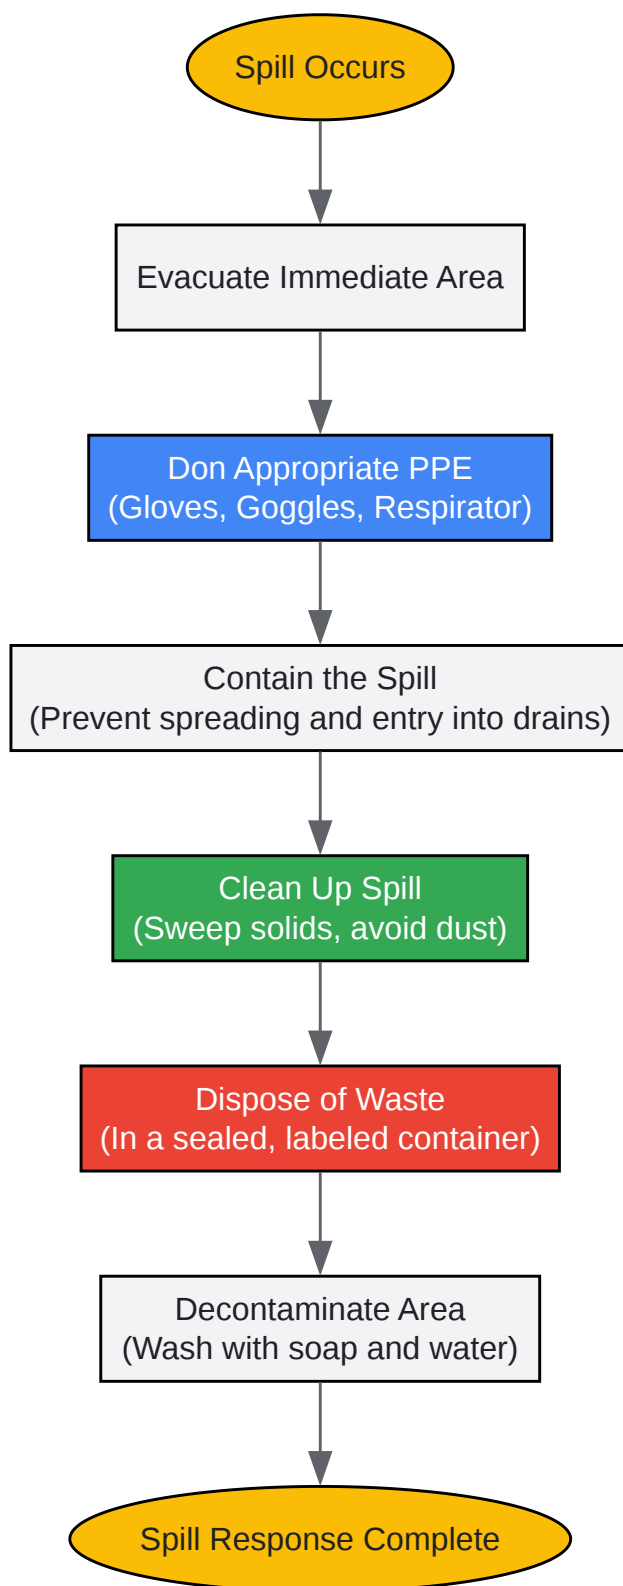 Spill Occurs
Evacuate Immediate Area
Don Appropriate PPE
(Gloves, Goggles, Respirator)
Contain the Spill
(Prevent spreading and entry into drains)
Clean Up Spill
(Sweep solids, avoid dust)
Dispose of Waste
(In a sealed, labeled container)
Decontaminate Area
(Wash with soap and water)
Spill Response Complete